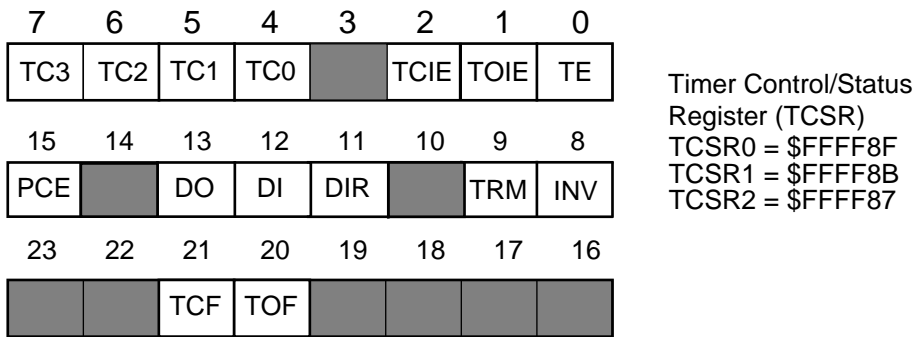 7 6 5 4 3 2 1 0
TC3 TC2 TC1 TC0 TCIE TOIE TE
15 14 13 12 11 10 9 8
PCE DO DI DIR TRM INV
23 22 21 20 19 18 17 16
TCF TOF
Timer Control/Status
Register (TCSR)
TCSR0 = $FFFF8F
TCSR1 = $FFFF8B
TCSR2 = $FFFF87